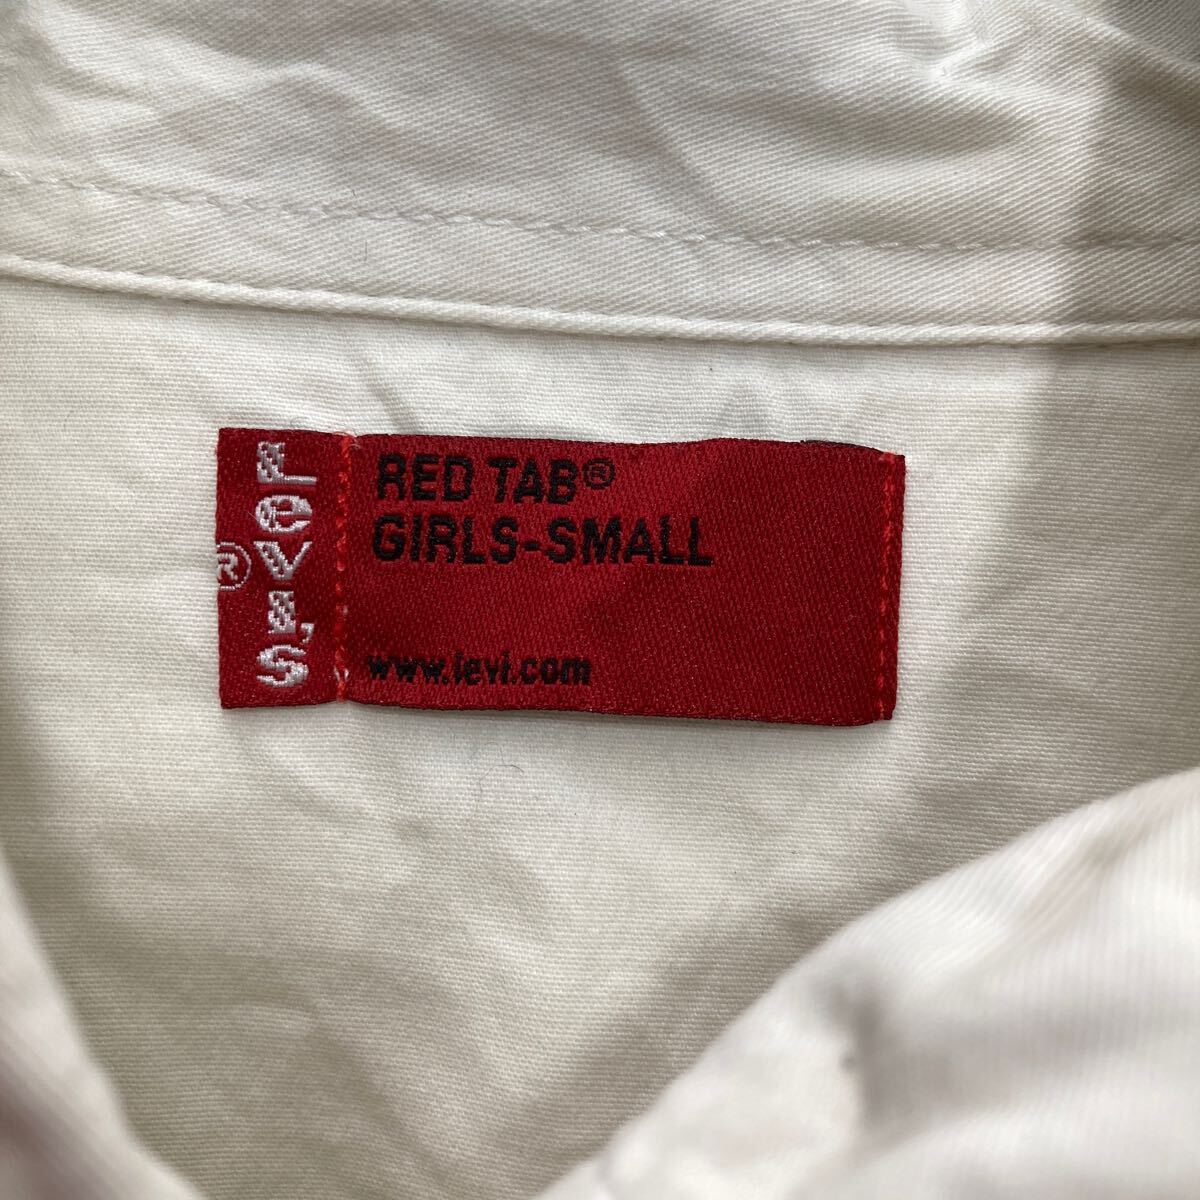 LeVI'S
®
RED TAB®
GIRLS-SMALL
www.levi.com